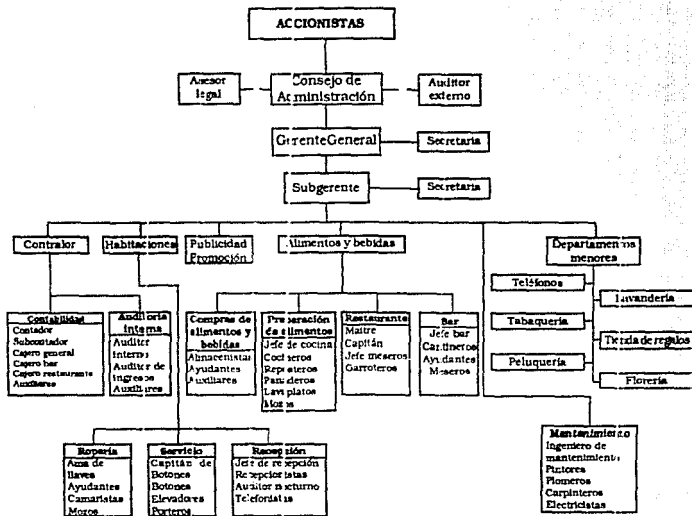 ACCIONISTAS
Asesor
legal
Consejo de
Administración
Auditor
externo
Gerente General
Secretaria
Subgerente
Secretaria
Contralor
Habitaciones
Publicidad
Promoción
Alimentos y bebidas
Departamentos
menores
Teléfonos
Lavandería
Tabaquería
Tienda de regalos
Peluquería
Florería
Contabilidad
Contador
Subcontador
Cajero general
Cajero bar
Cajero restaurante
Auxiliares
Auditoría
interna
Auditor
interno
Auditor de
ingresos
Auxiliares
Compras de
alimentos y
bebidas
Almacenistas
Ayudantes
Auxiliares
Preparación
de alimentos
Jefe de cocina
Cocineros
Reposteros
Panaderos
Lavaplatos
Mozos
Restaurante
Maitre
Capitán
Jefe meseros
Garroteros
Bar
Jefe bar
Cantineros
Ayudantes
Meseros
Ropería
Ama de
llaves
Ayudantes
Camaristas
Mozos
Servicio
Capitán de
Botones
Botones
Elevadores
Porteros
Recepción
Jefe de recepción
Recepcionistas
Auditor nocturno
Telefonistas
Mantenimiento
Ingeniero de
mantenimiento
Pintores
Plomeros
Carpinteros
Electricistas